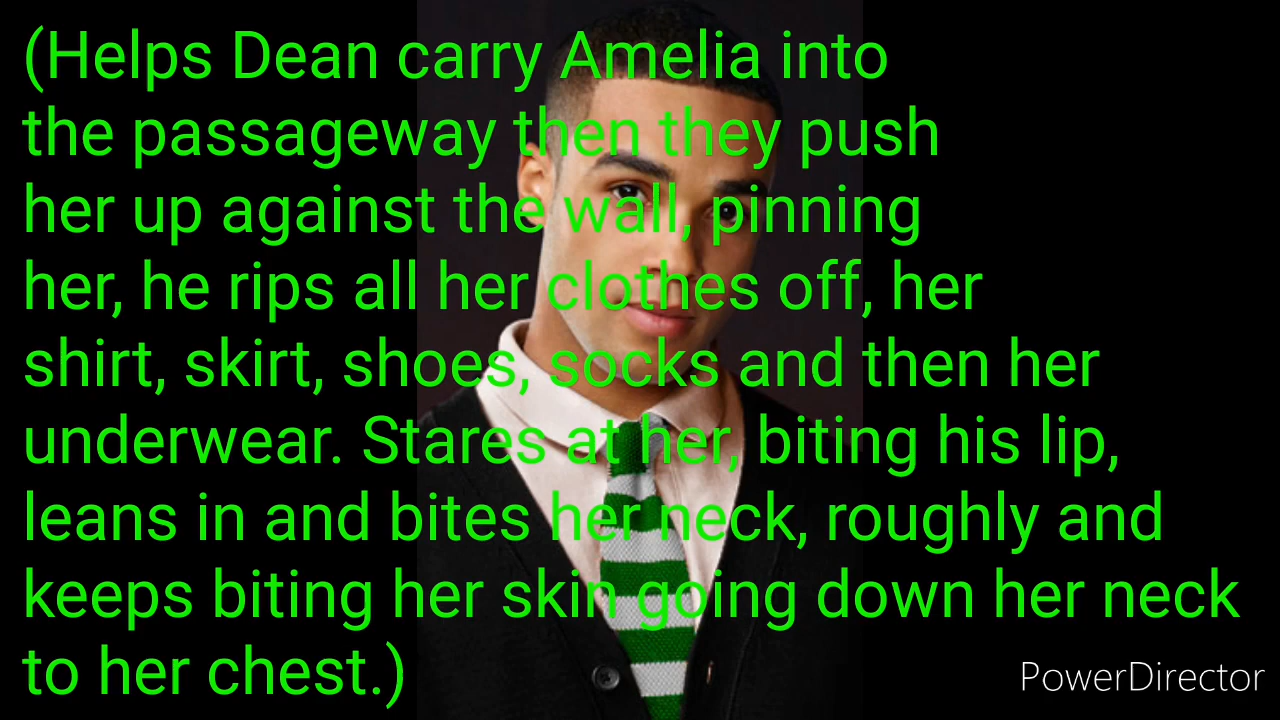 (Helps Dean carry Amelia into
the passageway then they push
her up against the wall, pinning
her, he rips all her clothes off, her
shirt, skirt, shoes, socks and then her
underwear. Stares at her, biting his lip,
leans in and bites her neck, roughly and
keeps biting her skin going down her neck
to her chest.)
PowerDirector